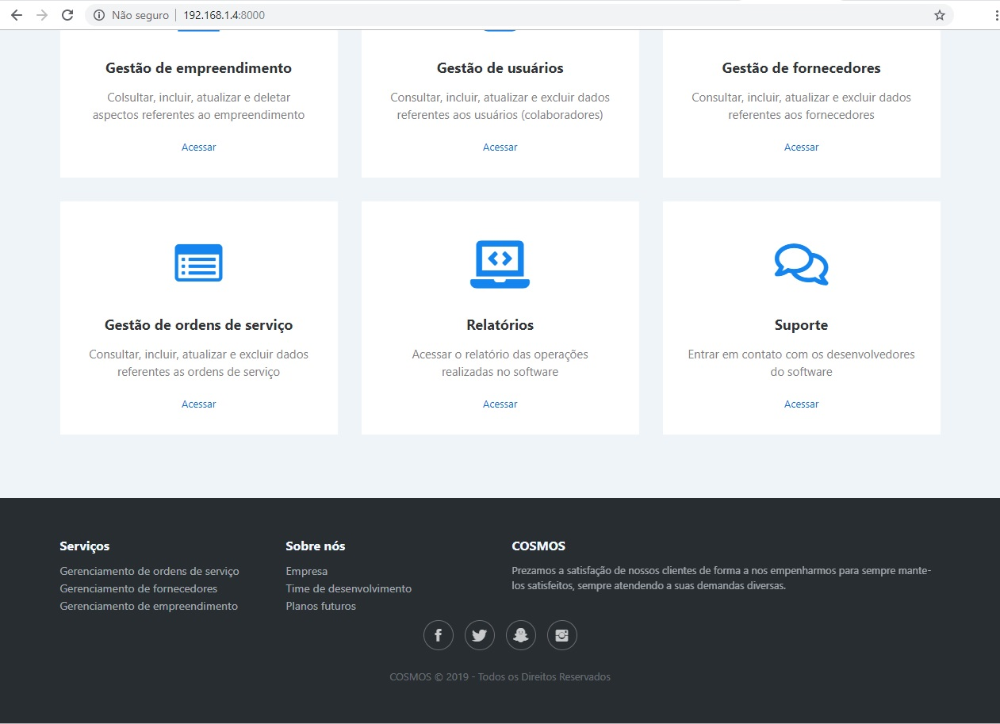 Não seguro | 192.168.1.4:8000
Gestão de empreendimento
Colsultar, incluir, atualizar e deletar
aspectos referentes ao empreendimento
Acessar
Gestão de usuários
Consultar, incluir, atualizar e excluir dados
referentes aos usuários (colaboradores)
Acessar
Gestão de fornecedores
Consultar, incluir, atualizar e excluir dados
referentes aos fornecedores
Acessar
Gestão de ordens de serviço
Consultar, incluir, atualizar e excluir dados
referentes as ordens de serviço
Acessar
Relatórios
Acessar o relatório das operações
realizadas no software
Acessar
Suporte
Entrar em contato com os desenvolvedores
do software
Acessar
Serviços
Gerenciamento de ordens de serviço
Gerenciamento de fornecedores
Gerenciamento de empreendimento
Sobre nós
Empresa
Time de desenvolvimento
Planos futuros
COSMOS
Prezamos a satisfação de nossos clientes de forma a nos empenharmos para sempre mante-
los satisfeitos, sempre atendendo a suas demandas diversas.
COSMOS © 2019 - Todos os Direitos Reservados